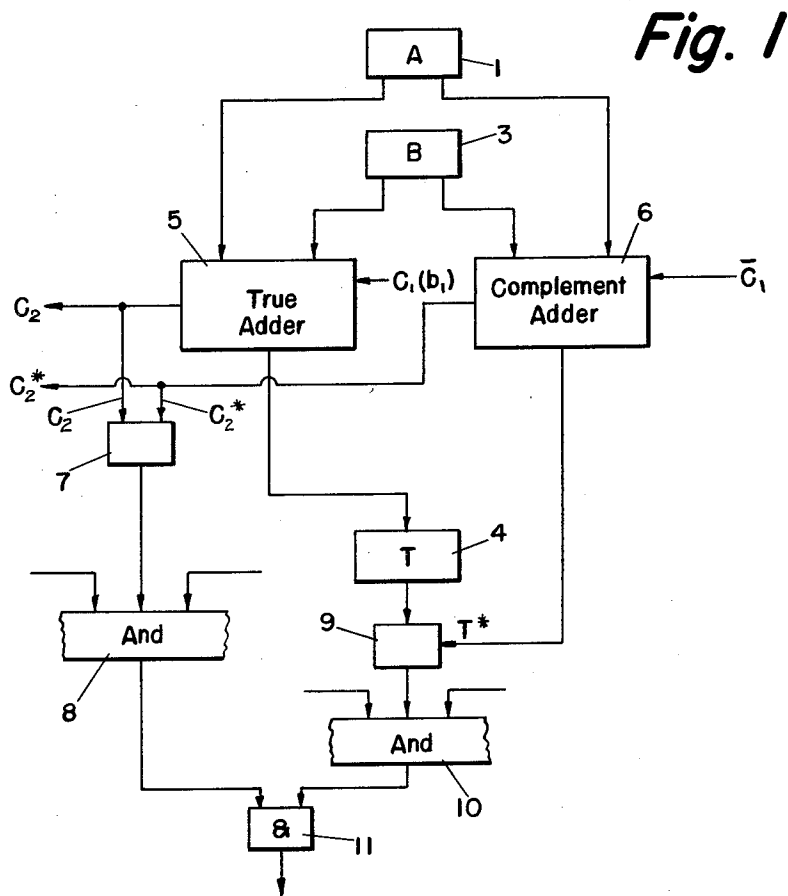 Fig. 1
A
1
B
3
5
6
True
Adder
C₁(b₁)
Complement
Adder
C̅₁
C₂
C₂*
C₂
C₂*
7
T
4
9
T*
And
8
And
10
&
11